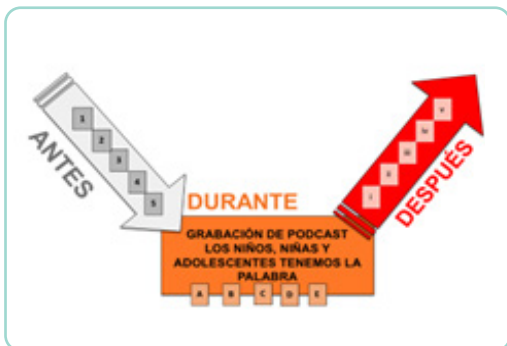 ANTES
1
2
3
4
5
DURANTE
GRABACIÓN DE PODCAST
LOS NIÑOS, NIÑAS Y
ADOLESCENTES TENEMOS LA
PALABRA
A B C D E
DESPUÉS
i
ii
iii
iv
v